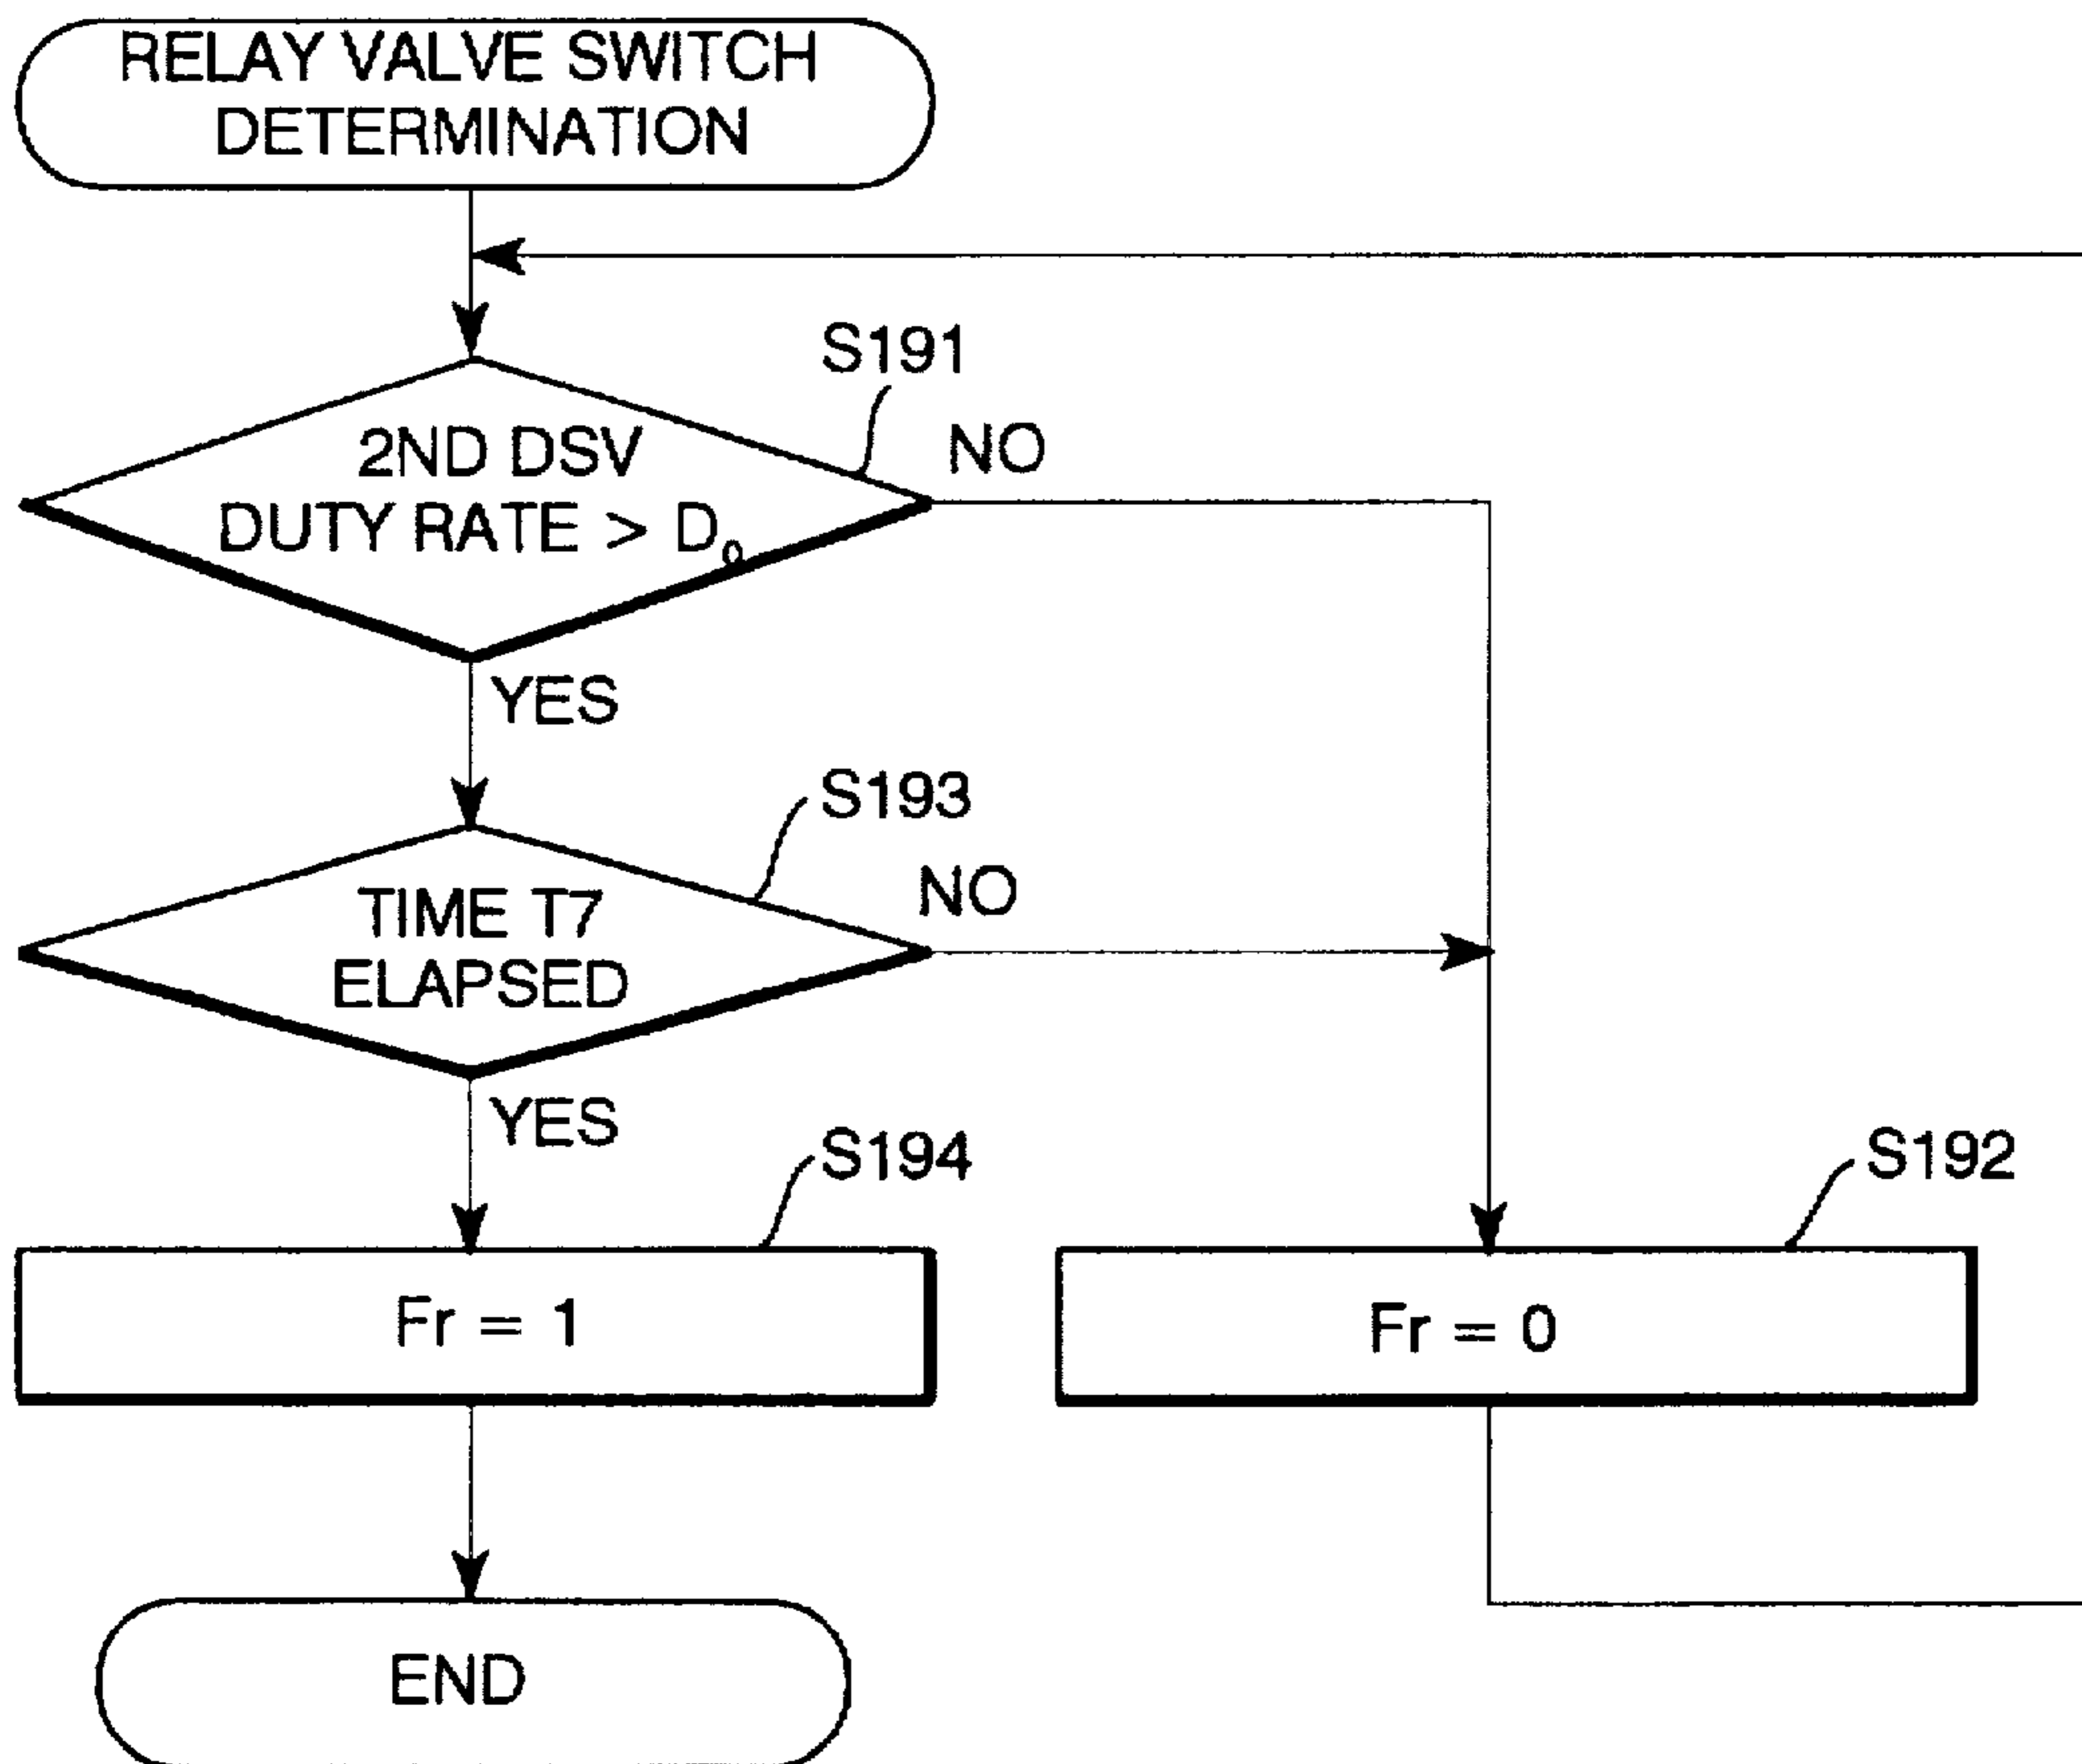 RELAY VALVE SWITCH
DETERMINATION
S191
2ND DSV
DUTY RATE > D₀
NO
YES
S193
TIME T7
ELAPSED
NO
YES
S194
S192
Fr = 1
Fr = 0
END